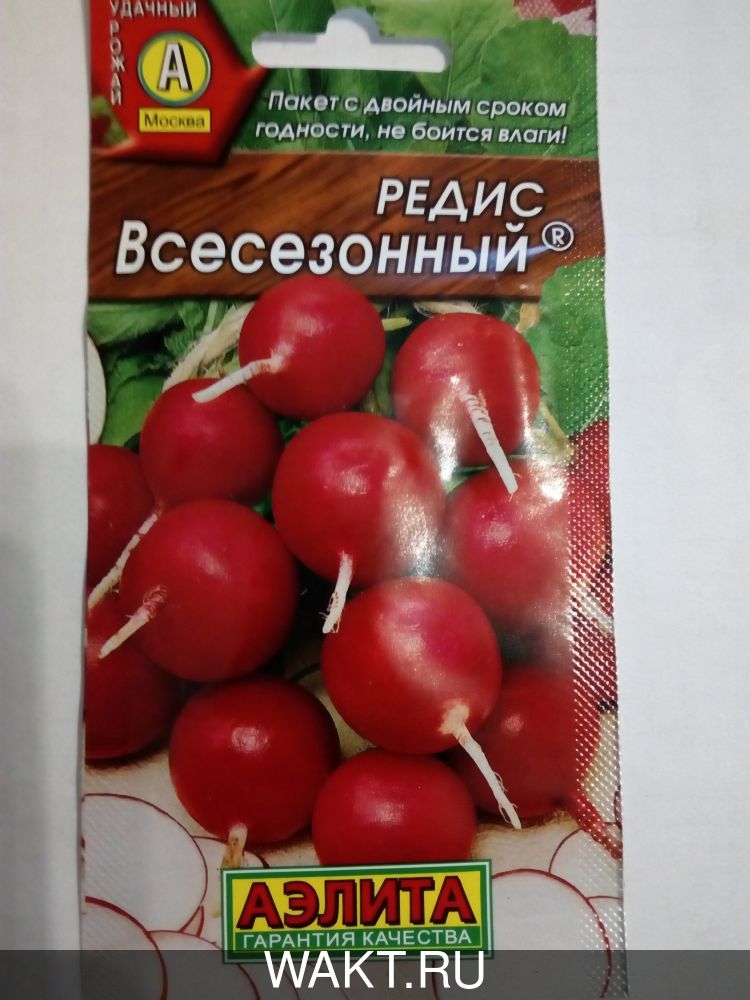 УДАЧНЫЙ
УРОЖАЙ
А
Москва
Пакет с двойным сроком
годности, не боится влаги!
РЕДИС
Всесезонный ®
АЭЛИТА
ГАРАНТИЯ КАЧЕСТВА
WAKT.RU